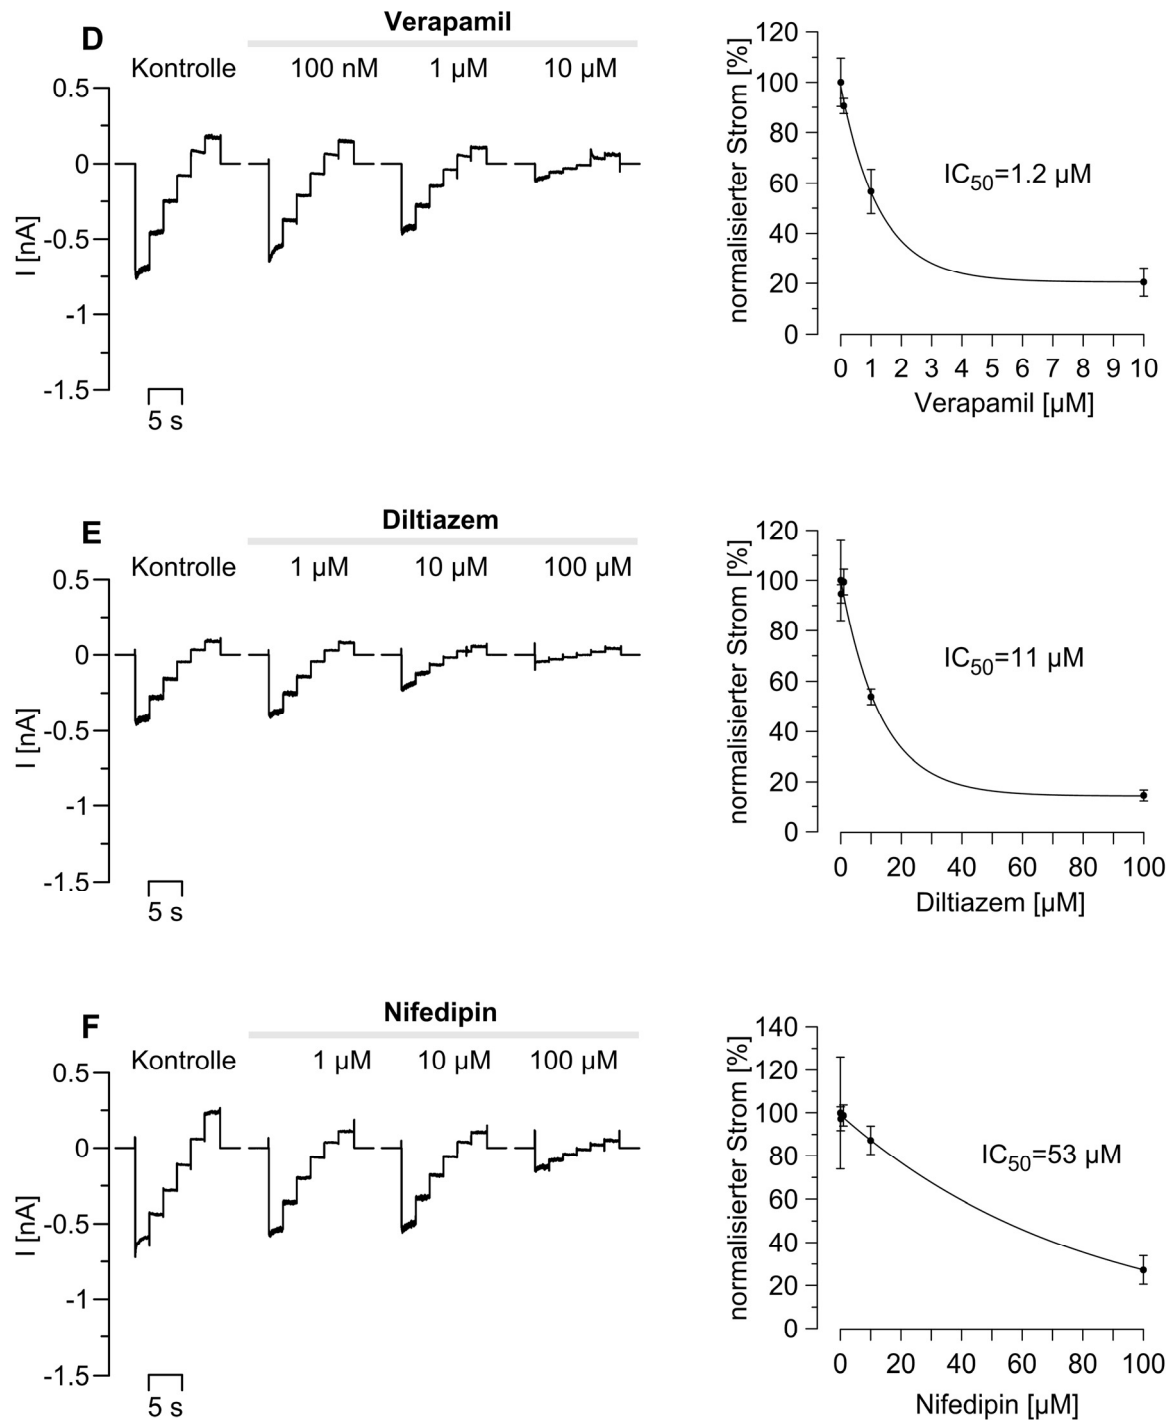 D
Verapamil
Kontrolle 100 nM 1 µM 10 µM
0.5
0
-0.5
-1
-1.5
I [nA]
5 s
120
100
80
60
40
20
0
normalisierter Strom [%]
IC50=1.2 µM
0 1 2 3 4 5 6 7 8 9 10
Verapamil [µM]
E
Diltiazem
Kontrolle 1 µM 10 µM 100 µM
0.5
0
-0.5
-1
-1.5
I [nA]
5 s
120
100
80
60
40
20
0
normalisierter Strom [%]
IC50=11 µM
0 20 40 60 80 100
Diltiazem [µM]
F
Nifedipin
Kontrolle 1 µM 10 µM 100 µM
0.5
0
-0.5
-1
-1.5
I [nA]
5 s
140
120
100
80
60
40
20
0
normalisierter Strom [%]
IC50=53 µM
0 20 40 60 80 100
Nifedipin [µM]